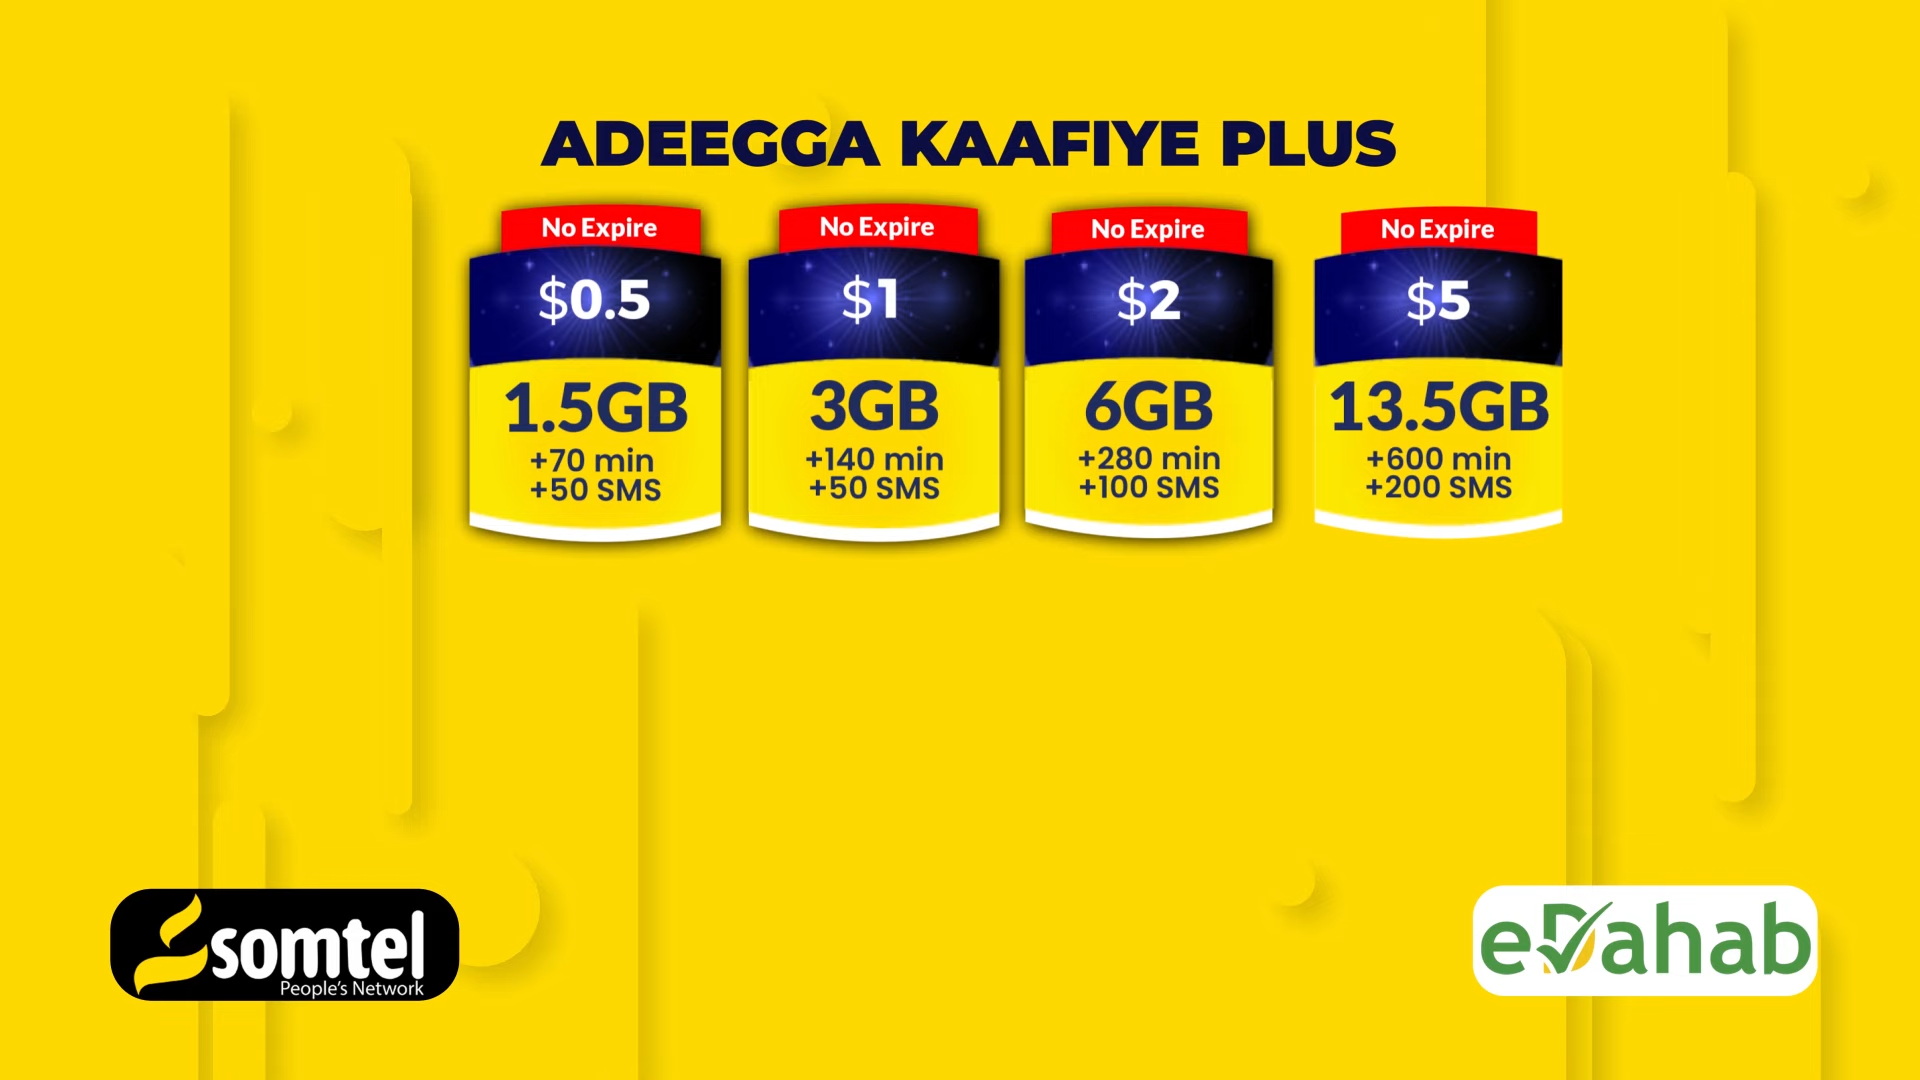 ADEEGGA KAAFIYE PLUS
No Expire
$0.5
1.5GB
+70 min
+50 SMS
No Expire
$1
3GB
+140 min
+50 SMS
No Expire
$2
6GB
+280 min
+100 SMS
No Expire
$5
13.5GB
+600 min
+200 SMS
somtel
People's Network
eDahab